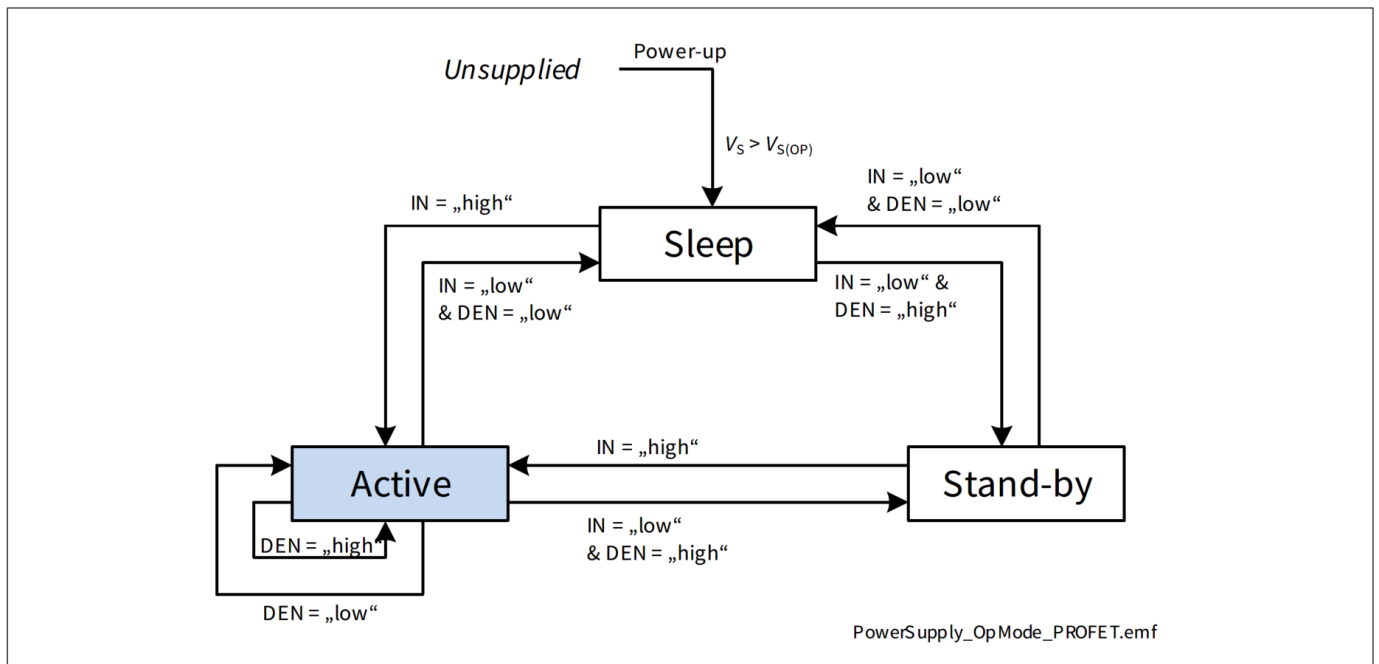 Power-up
Unsupplied
VS > VS(OP)
IN = „low“
& DEN = „low“
IN = „high“
Sleep
IN = „low“
& DEN = „low“
IN = „low“ &
DEN = „high“
IN = „high“
Active
Stand-by
IN = „low“
& DEN = „high“
DEN = „high“
DEN = „low“
PowerSupply_OpMode_PROFET.emf